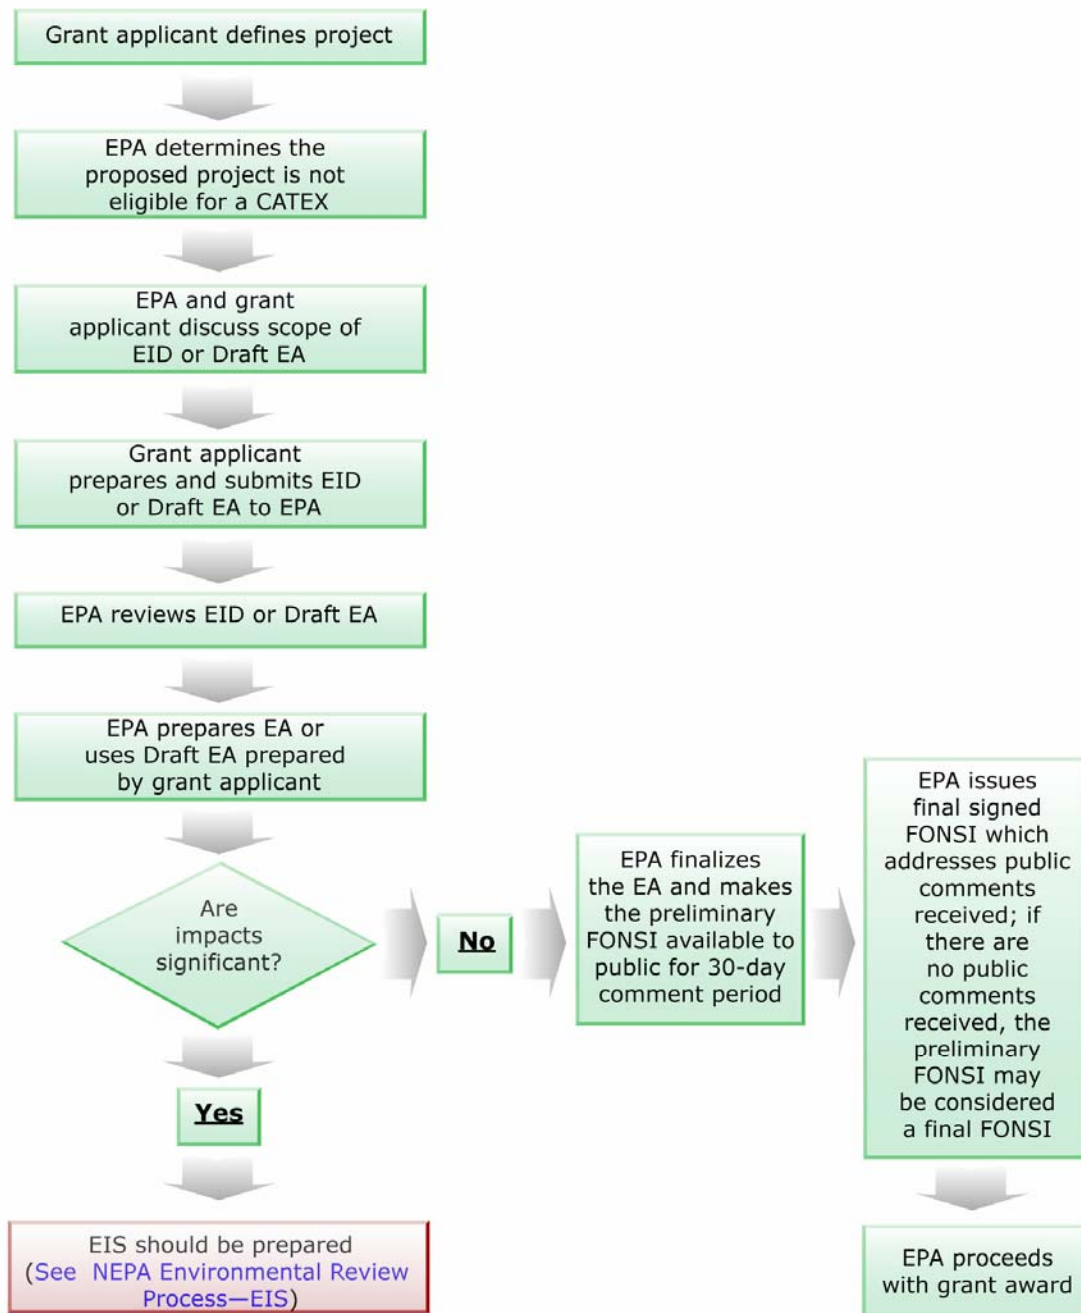 Grant applicant defines project
EPA determines the
proposed project is not
eligible for a CATEX
EPA and grant
applicant discuss scope of
EID or Draft EA
Grant applicant
prepares and submits EID
or Draft EA to EPA
EPA reviews EID or Draft EA
EPA prepares EA or
uses Draft EA prepared
by grant applicant
Are
impacts
significant?
No
EPA finalizes
the EA and makes
the preliminary
FONSI available to
public for 30-day
comment period
EPA issues
final signed
FONSI which
addresses public
comments
received; if
there are
no public
comments
received, the
preliminary
FONSI may
be considered
a final FONSI
EPA proceeds
with grant award
Yes
EIS should be prepared
(See NEPA Environmental Review
Process—EIS)